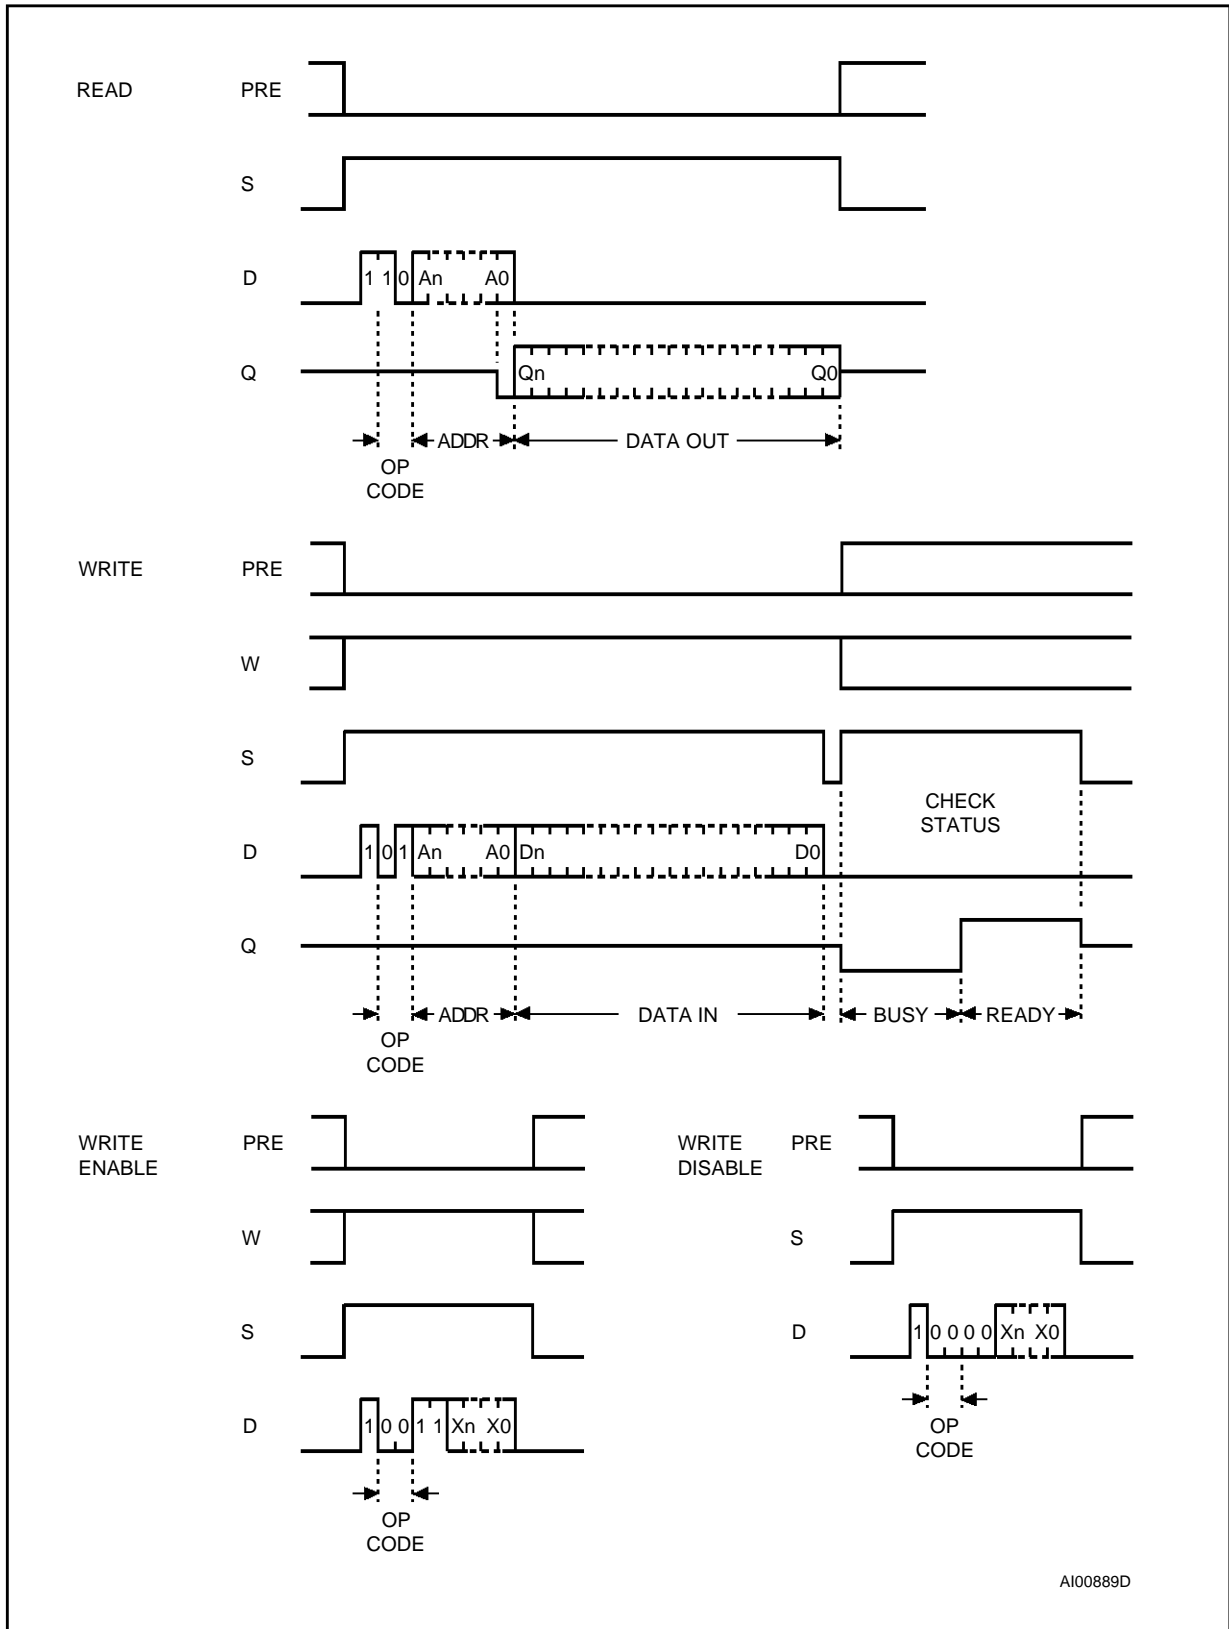 READ PRE
S
D 1 1 0 An A0
Q Qn Q0
ADDR DATA OUT
OP
CODE
WRITE PRE
W
S
CHECK
STATUS
D 1 0 1 An A0 Dn D0
Q
ADDR DATA IN BUSY READY
OP
CODE
WRITE
ENABLE
PRE
W
S
D 1 0 0 1 1 Xn X0
OP
CODE
WRITE
DISABLE
PRE
S
D 1 0 0 0 0 Xn X0
OP
CODE
AI00889D